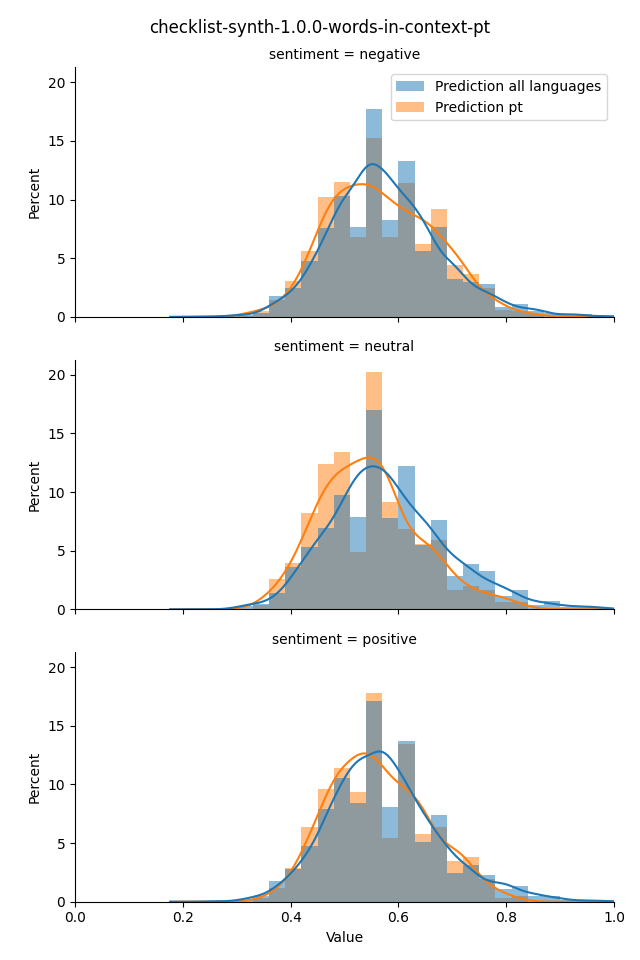 checklist-synth-1.0.0-words-in-context-pt
sentiment = negative
20
15
10
5
0
Percent
Prediction all languages
Prediction pt
sentiment = neutral
20
15
10
5
0
Percent
sentiment = positive
20
15
10
5
0
Percent
0.0 0.2 0.4 0.6 0.8 1.0
Value